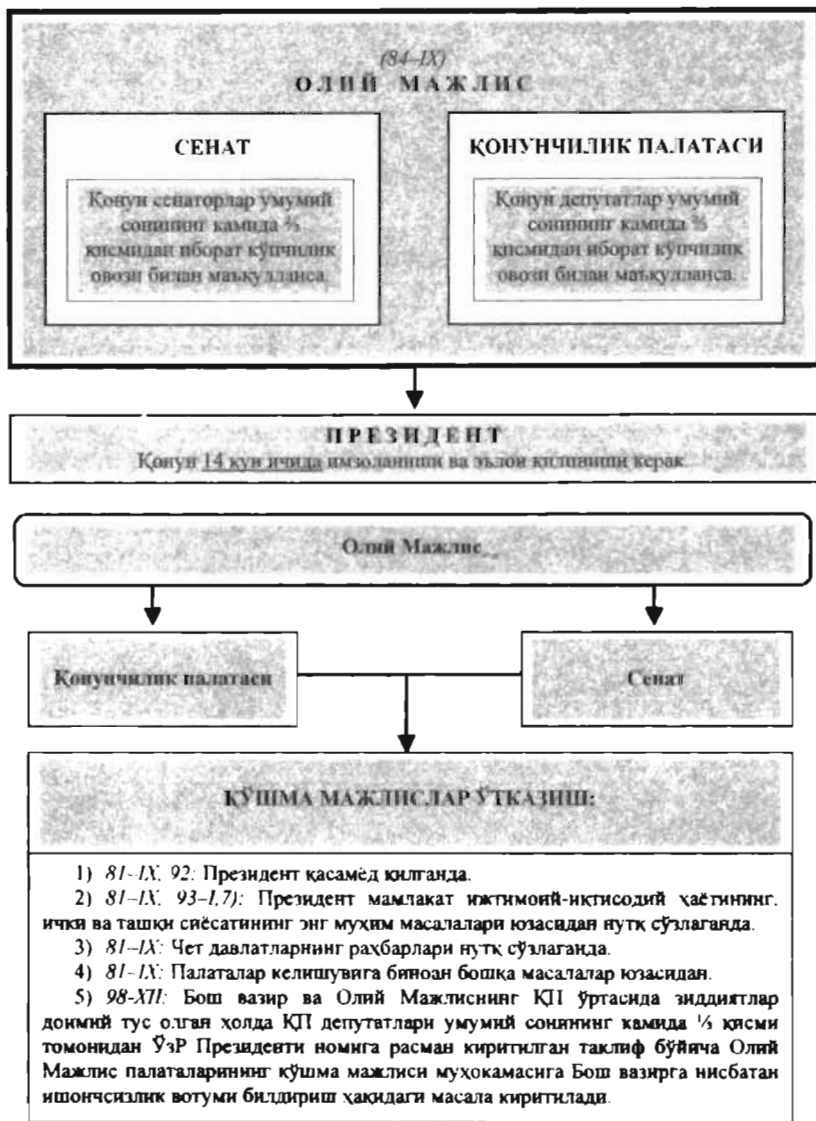 (84–IX)
ОЛИЙ МАЖЛИС
СЕНАТ
Қонун сенаторлар умумий
сонининг камида ⅔
қисмидан иборат кўпчилик
овози билан маъқулланса.
ҚОНУНЧИЛИК ПАЛАТАСИ
Қонун депутатлар умумий
сонининг камида ⅔
қисмидан иборат кўпчилик
овози билан маъқулланса.
ПРЕЗИДЕНТ
Қонун 14 кун ичида имзоланиши ва эълон қилиниши керак.
Олий Мажлис
Қонунчилик палатаси
Сенат
ҚЎШМА МАЖЛИСЛАР ЎТКАЗИШ:
1) 81–IX, 92: Президент қасамёд қилганда.
2) 81–IX, 93–I,7): Президент мамлакат ижтимоий-иқтисодий ҳаётининг,
ички ва ташқи сиёсатининг энг муҳим масалалари юзасидан нутқ сўзлаганда.
3) 81–IX: Чет давлатларнинг раҳбарлари нутқ сўзлаганда.
4) 81–IX: Палаталар келишувига биноан бошқа масалалар юзасидан.
5) 98-XII: Бош вазир ва Олий Мажлиснинг ҚП ўртасида зиддиятлар
доимий тус олган ҳолда ҚП депутатлари умумий сонининг камида ⅓ қисми
томонидан ЎзР Президенти номига расман киритилган таклиф бўйича Олий
Мажлис палаталарининг қўшма мажлиси муҳокамасига Бош вазирга нисбатан
ишончсизлик вотуми билдириш ҳақидаги масала киритилади.